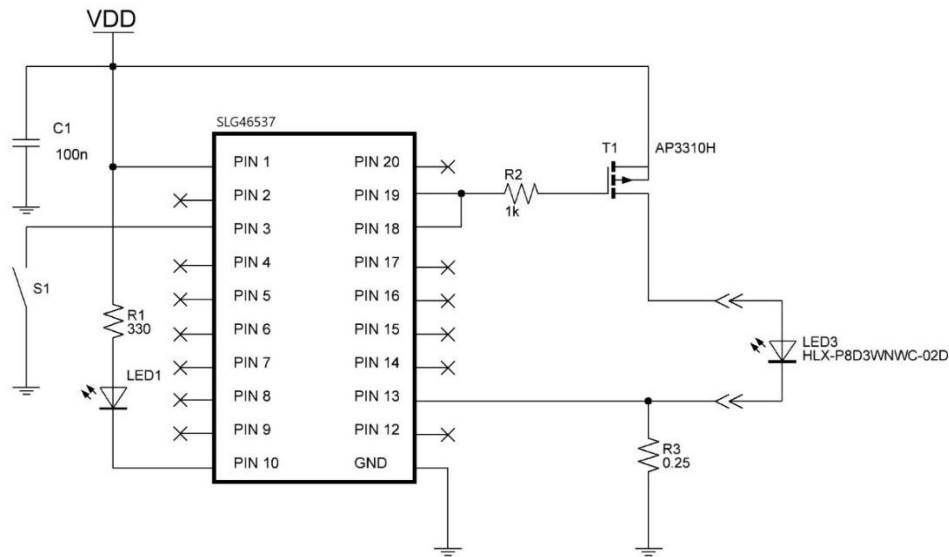 VDD
SLG46537
C1
100n
PIN 1
PIN 20
T1
AP3310H
PIN 2
PIN 19
R2
1k
PIN 3
PIN 18
S1
PIN 4
PIN 17
PIN 5
PIN 16
R1
330
PIN 6
PIN 15
LED3
HLX-P8D3WNWC-02D
PIN 7
PIN 14
LED1
PIN 8
PIN 13
PIN 9
PIN 12
R3
0.25
PIN 10
GND